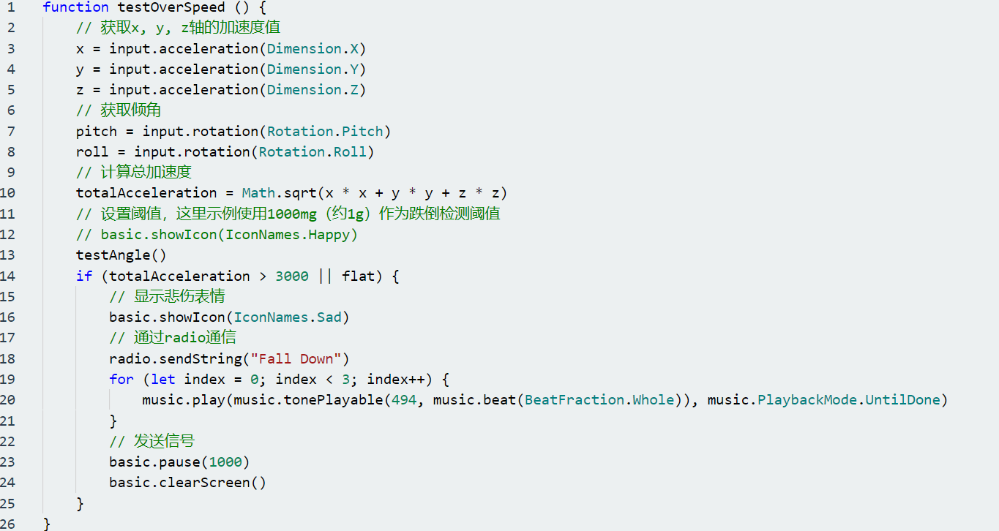 1 function testOverSpeed () {
2 // 获取x, y, z轴的加速度值
3 x = input.acceleration(Dimension.X)
4 y = input.acceleration(Dimension.Y)
5 z = input.acceleration(Dimension.Z)
6 // 获取倾角
7 pitch = input.rotation(Rotation.Pitch)
8 roll = input.rotation(Rotation.Roll)
9 // 计算总加速度
10 totalAcceleration = Math.sqrt(x * x + y * y + z * z)
11 // 设置阈值，这里示例使用1000mg（约1g）作为跌倒检测阈值
12 // basic.showIcon(IconNames.Happy)
13 testAngle()
14 if (totalAcceleration > 3000 || flat) {
15 // 显示悲伤表情
16 basic.showIcon(IconNames.Sad)
17 // 通过radio通信
18 radio.sendString("Fall Down")
19 for (let index = 0; index < 3; index++) {
20 music.play(music.tonePlayable(494, music.beat(BeatFraction.Whole)), music.PlaybackMode.UntilDone)
21 }
22 // 发送信号
23 basic.pause(1000)
24 basic.clearScreen()
25 }
26 }